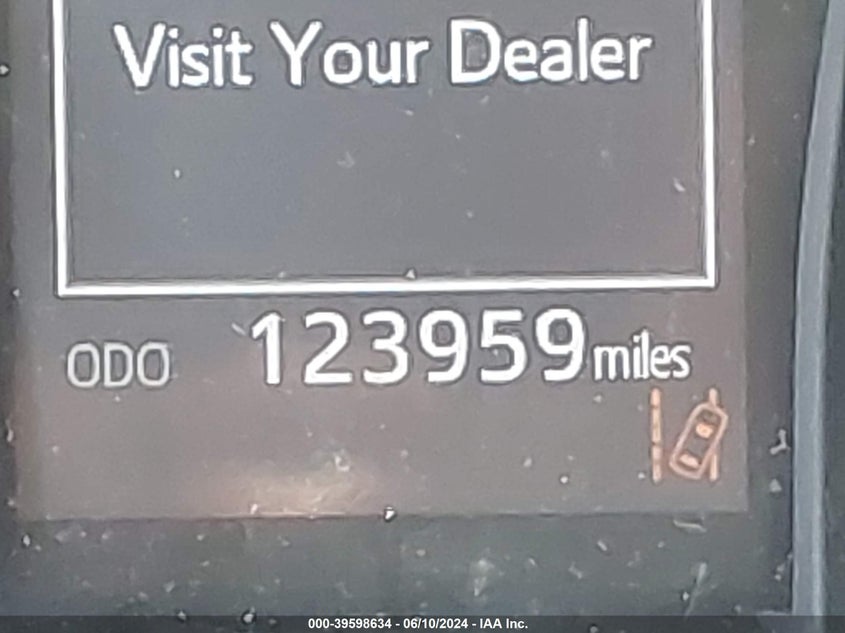 Visit Your Dealer
ODO 123959 miles
000-39598634 - 06/10/2024 - IAA Inc.